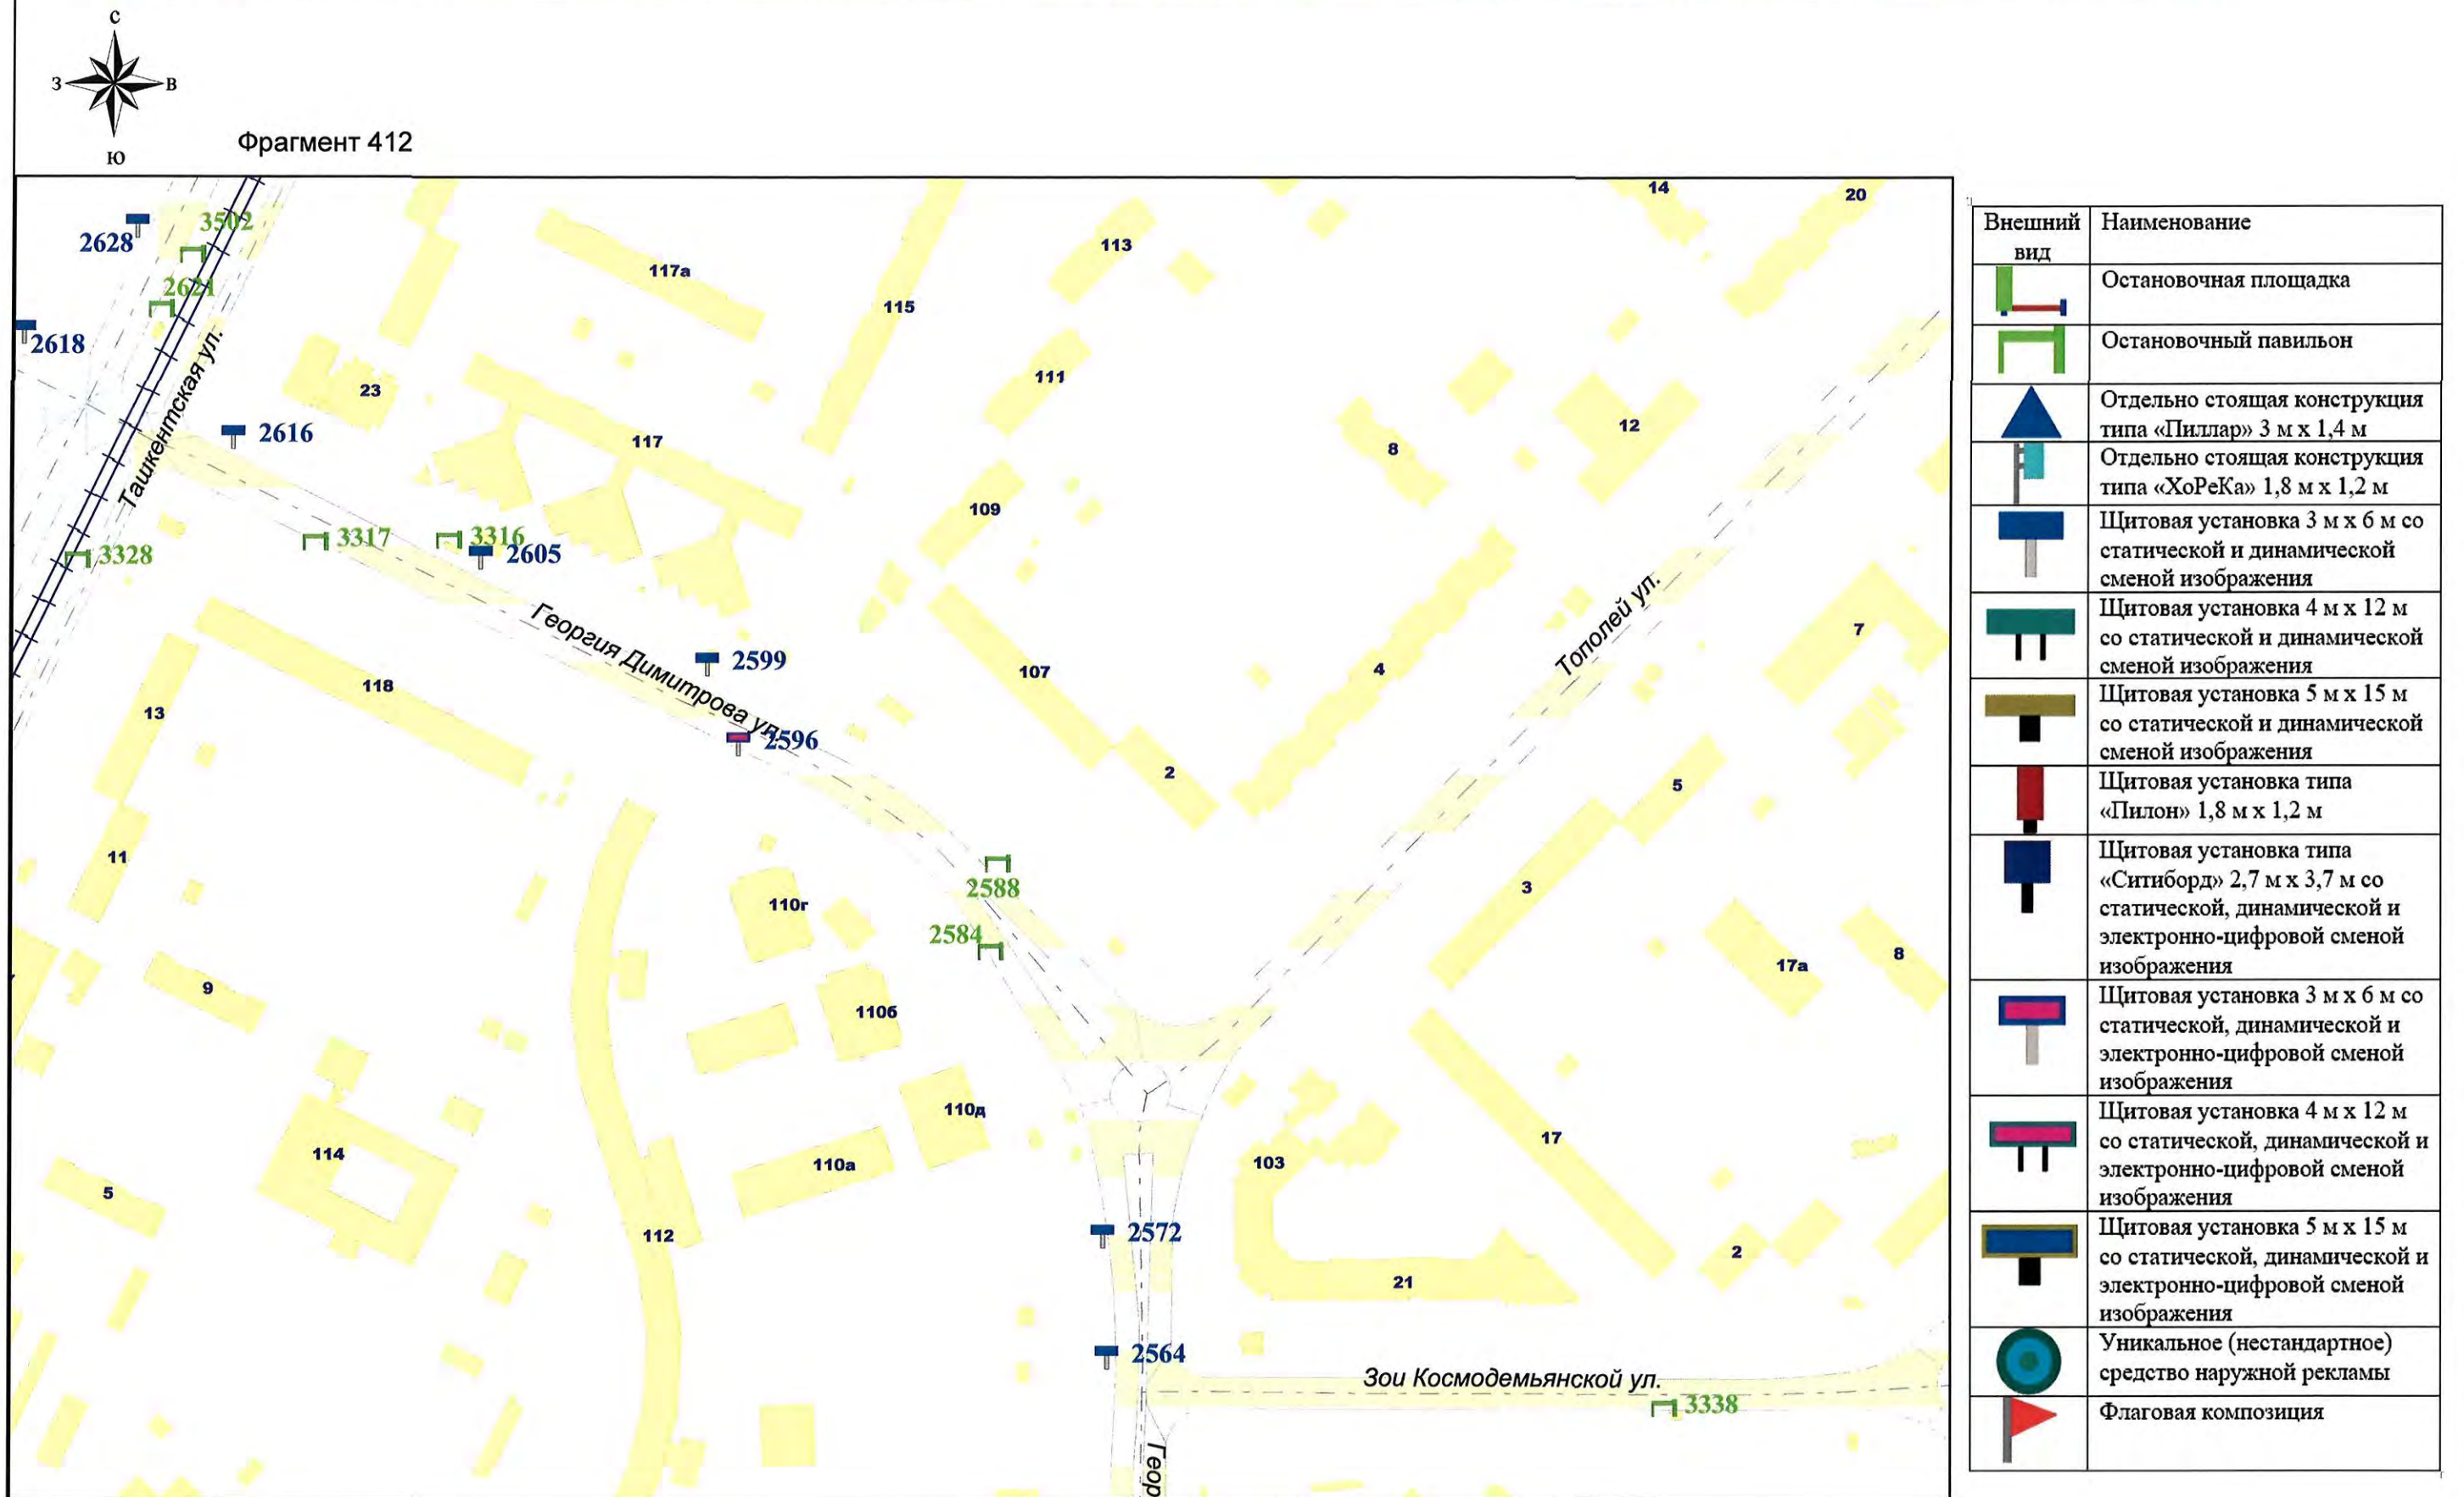 С
З
В
Ю
Фрагмент 412
14
20
3502
2628
113
117а
2621
115
2618
Ташкентская ул.
111
23
2616
117
12
8
109
3317
3316
2605
3328
Георгия Димитрова ул.
Тополей ул.
7
2599
107
4
118
13
2596
2
5
11
2588
3
110г
2584
17а
8
9
110б
110д
17
114
103
110а
5
2572
112
2
21
2564
Зои Космодемьянской ул.
3338
Геор
Внешний вид
Наименование
Остановочная площадка
Остановочный павильон
Отдельно стоящая конструкция
типа «Пиллар» 3 м х 1,4 м
Отдельно стоящая конструкция
типа «ХоРеКа» 1,8 м х 1,2 м
Щитовая установка 3 м х 6 м со
статической и динамической
сменой изображения
Щитовая установка 4 м х 12 м
со статической и динамической
сменой изображения
Щитовая установка 5 м х 15 м
со статической и динамической
сменой изображения
Щитовая установка типа
«Пилон» 1,8 м х 1,2 м
Щитовая установка типа
«Ситиборд» 2,7 м х 3,7 м со
статической, динамической и
электронно-цифровой сменой
изображения
Щитовая установка 3 м х 6 м со
статической, динамической и
электронно-цифровой сменой
изображения
Щитовая установка 4 м х 12 м
со статической, динамической и
электронно-цифровой сменой
изображения
Щитовая установка 5 м х 15 м
со статической, динамической и
электронно-цифровой сменой
изображения
Уникальное (нестандартное)
средство наружной рекламы
Флаговая композиция